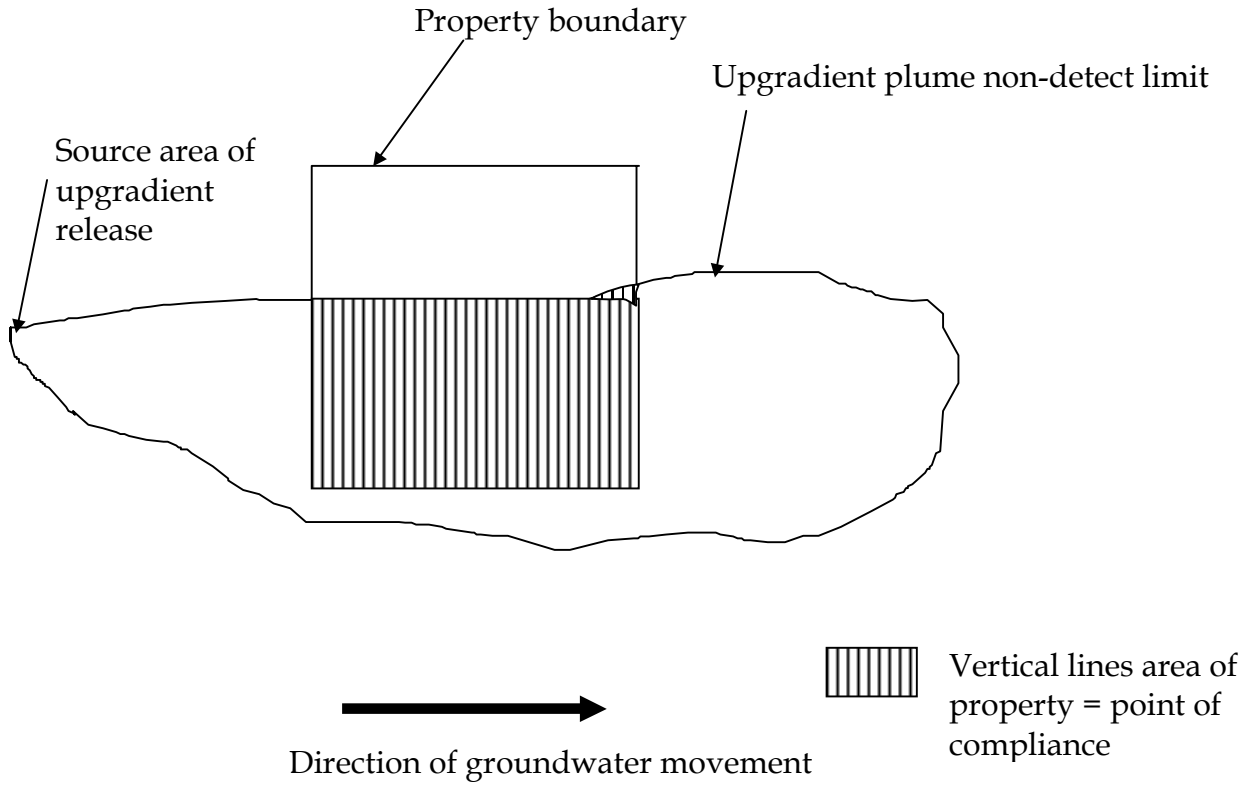 Property boundary
Upgradient plume non-detect limit
Source area of
upgradient
release
Vertical lines area of
property = point of
compliance
Direction of groundwater movement